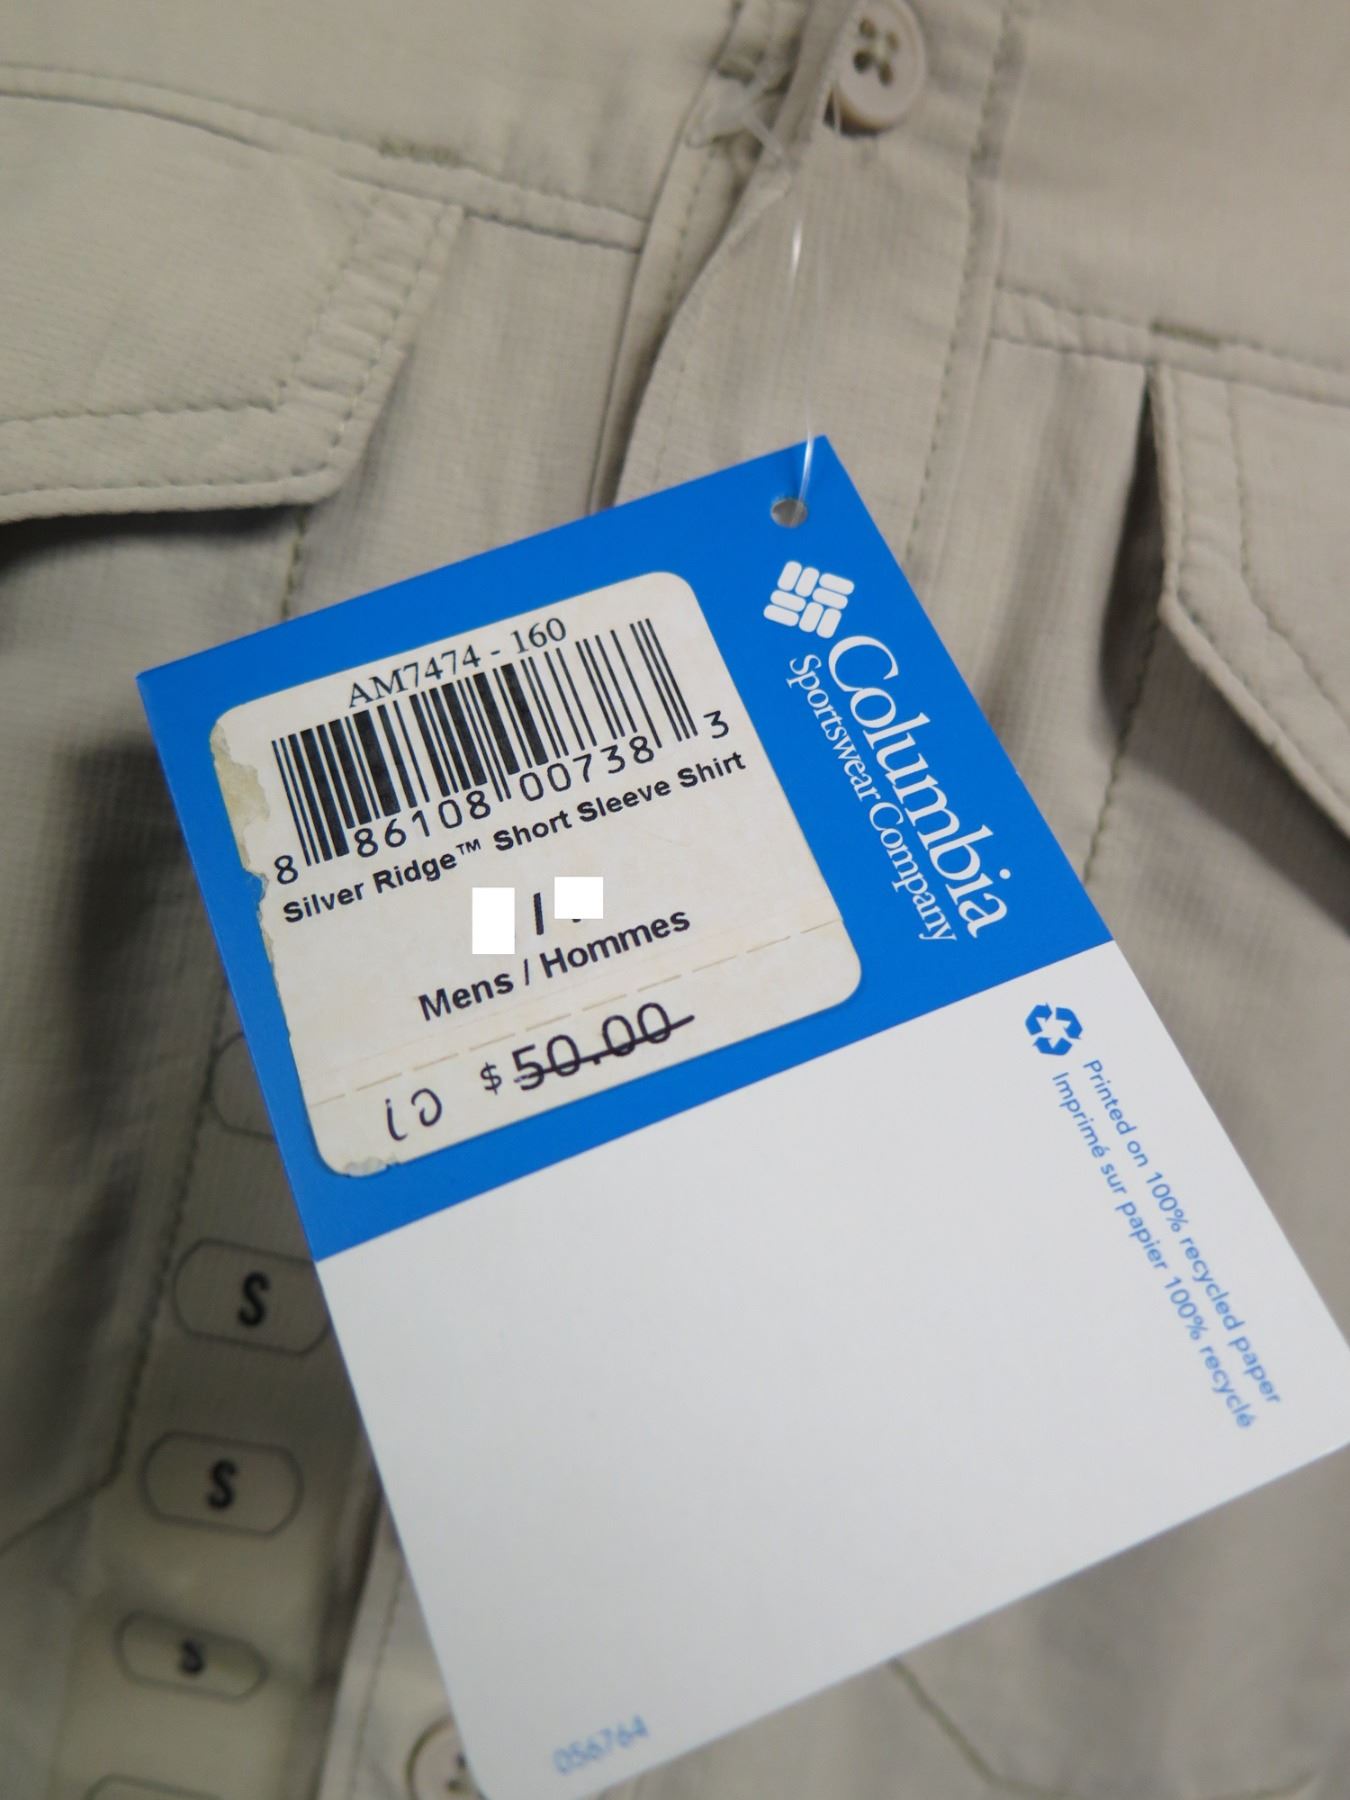 AM7474 - 160
8 86108 00738 3
Silver Ridge™ Short Sleeve Shirt
/
Mens / Hommes
$ 50.00
10
Columbia
Sportswear Company
Printed on 100% recycled paper
Imprimé sur papier 100% recyclé
S
S
S
056764